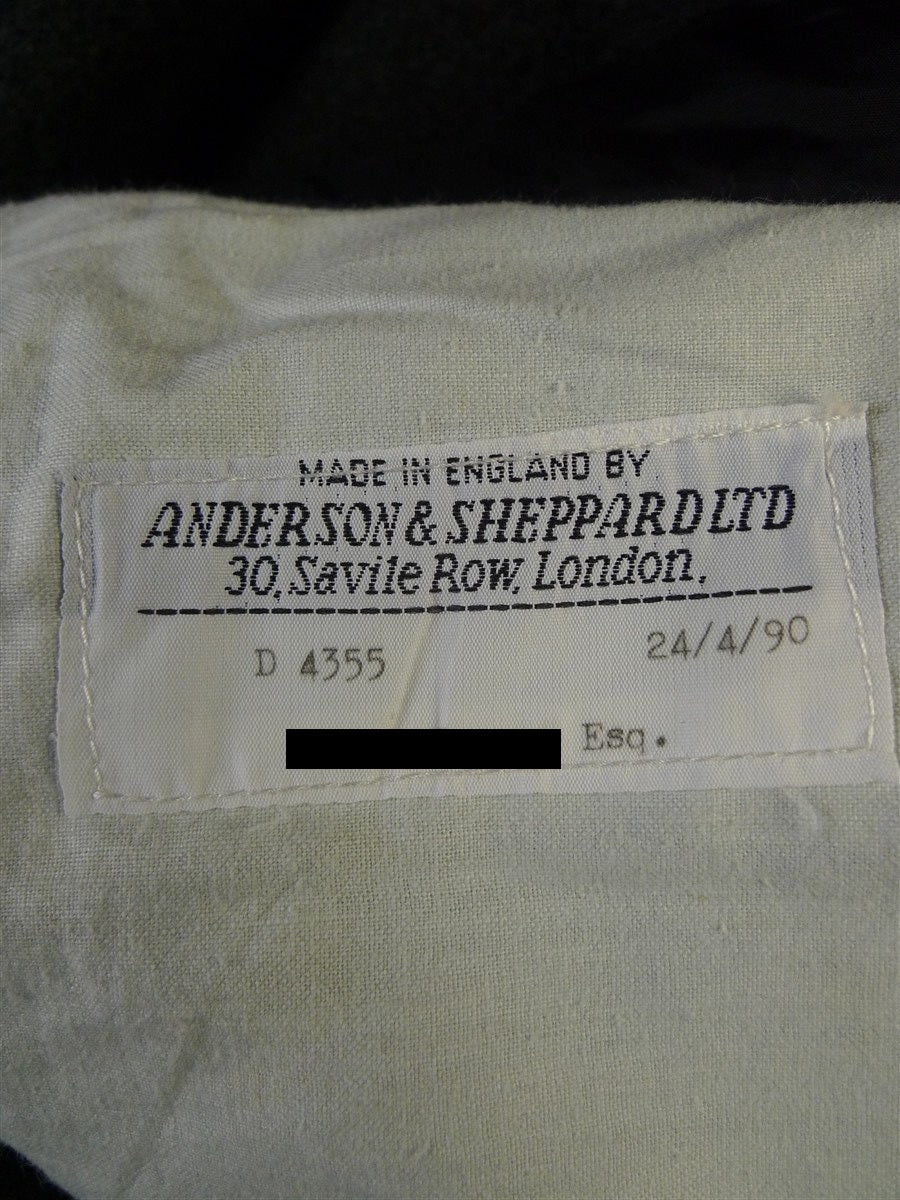 MADE IN ENGLAND BY
ANDERSON & SHEPPARD LTD
30, Savile Row, London,
D 4355 24/4/90
Esq.